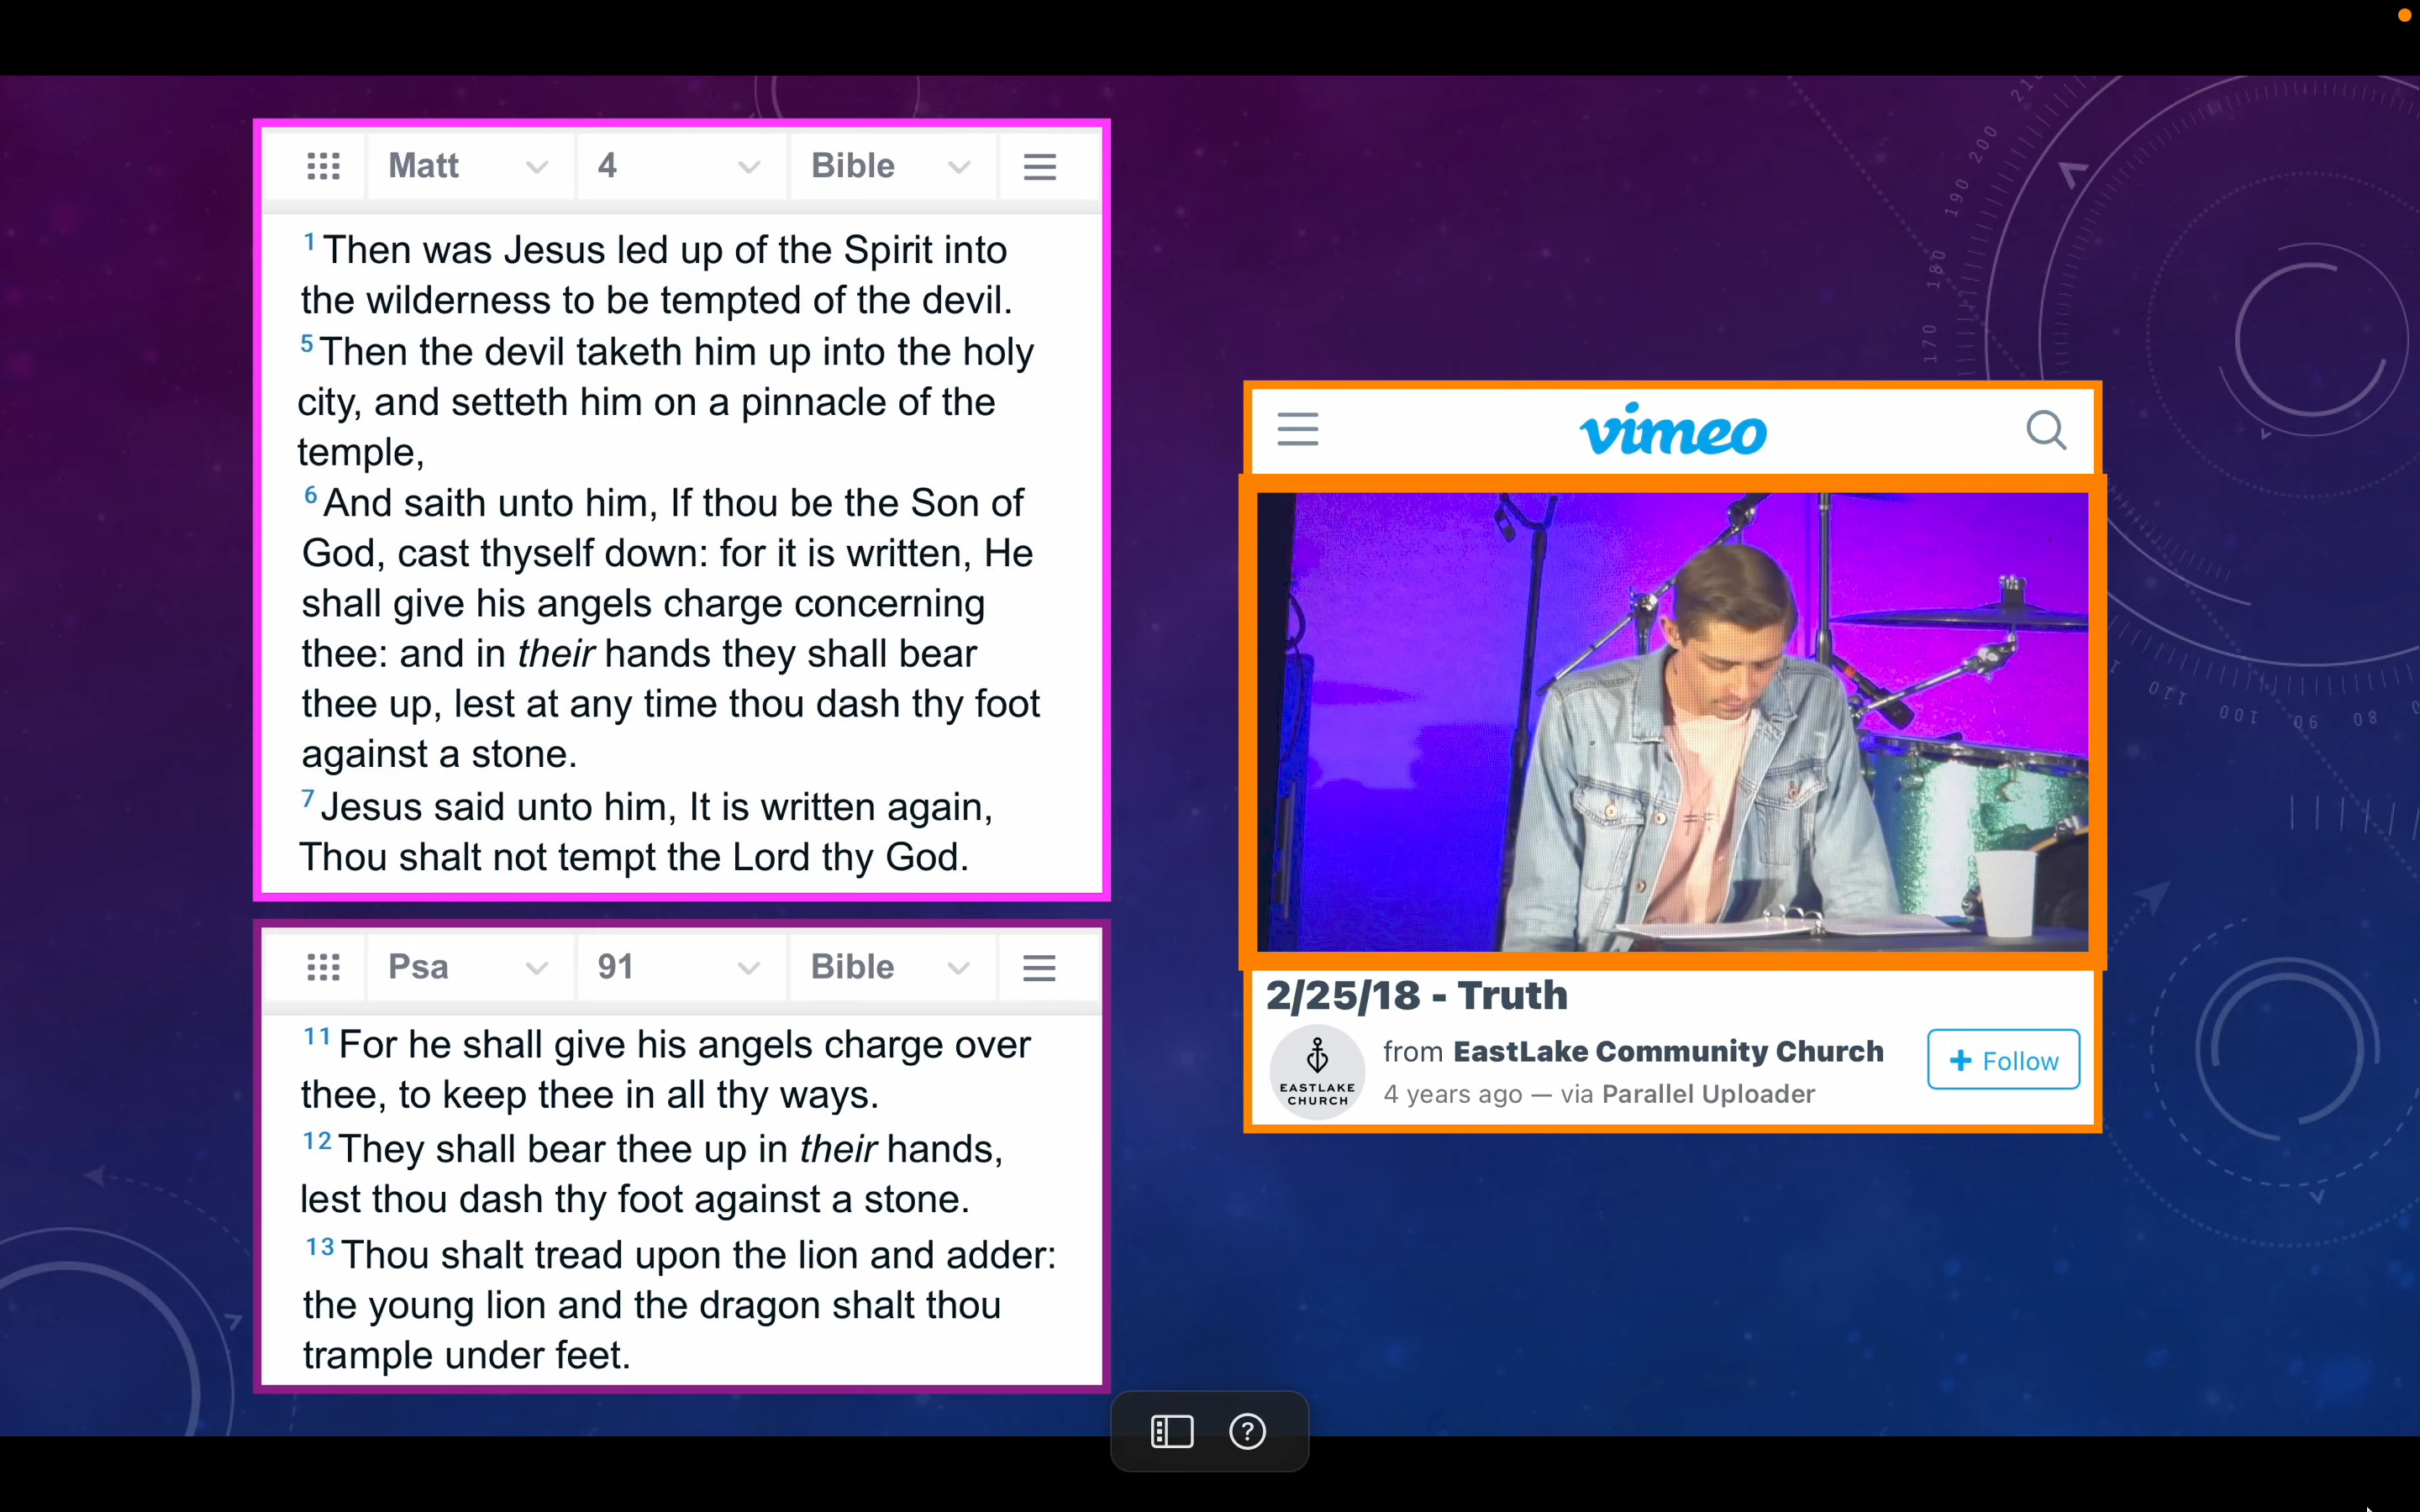 Matt 4 Bible
1 Then was Jesus led up of the Spirit into
the wilderness to be tempted of the devil.
5 Then the devil taketh him up into the holy
city, and setteth him on a pinnacle of the
temple,
6 And saith unto him, If thou be the Son of
God, cast thyself down: for it is written, He
shall give his angels charge concerning
thee: and in their hands they shall bear
thee up, lest at any time thou dash thy foot
against a stone.
7 Jesus said unto him, It is written again,
Thou shalt not tempt the Lord thy God.
Psa 91 Bible
11 For he shall give his angels charge over
thee, to keep thee in all thy ways.
12 They shall bear thee up in their hands,
lest thou dash thy foot against a stone.
13 Thou shalt tread upon the lion and adder:
the young lion and the dragon shalt thou
trample under feet.
vimeo
2/25/18 - Truth
EASTLAKE
CHURCH
from EastLake Community Church
4 years ago — via Parallel Uploader
+ Follow
200
190
180
170
110
100
90
80
?